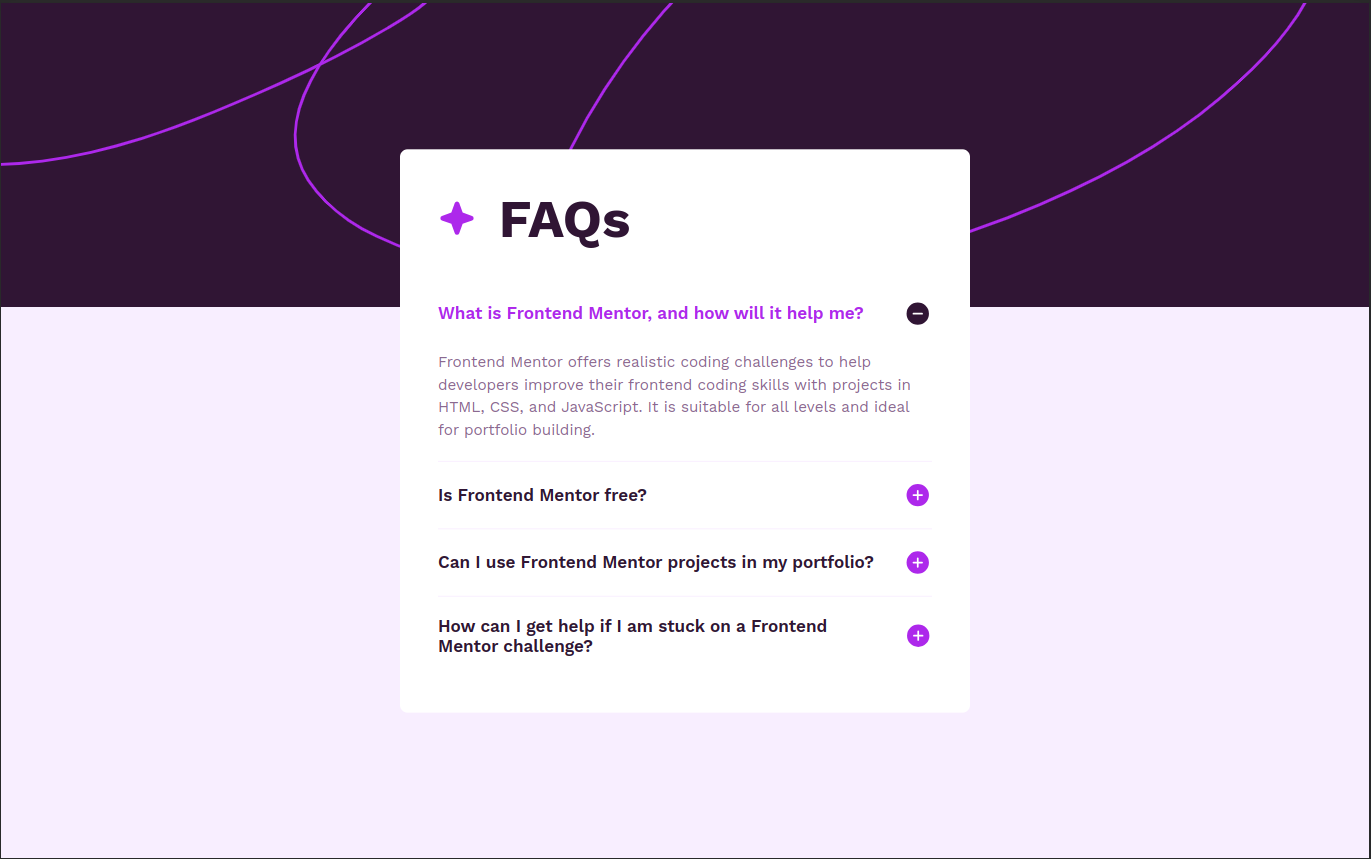 FAQs
What is Frontend Mentor, and how will it help me?
Frontend Mentor offers realistic coding challenges to help
developers improve their frontend coding skills with projects in
HTML, CSS, and JavaScript. It is suitable for all levels and ideal
for portfolio building.
Is Frontend Mentor free?
Can I use Frontend Mentor projects in my portfolio?
How can I get help if I am stuck on a Frontend
Mentor challenge?